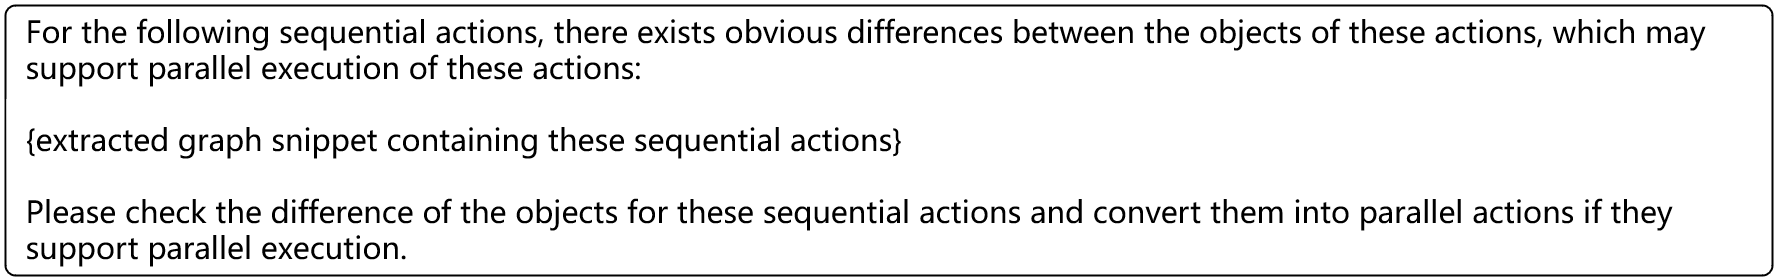 For the following sequential actions, there exists obvious differences between the objects of these actions, which may
support parallel execution of these actions:
{extracted graph snippet containing these sequential actions}
Please check the difference of the objects for these sequential actions and convert them into parallel actions if they
support parallel execution.